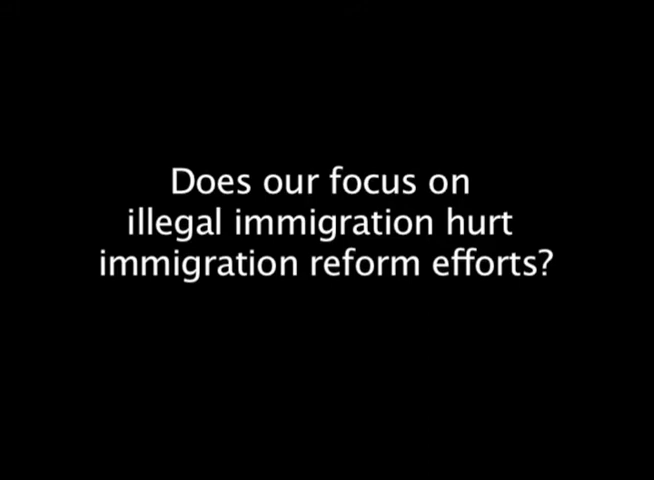 Does our focus on
illegal immigration hurt
immigration reform efforts?